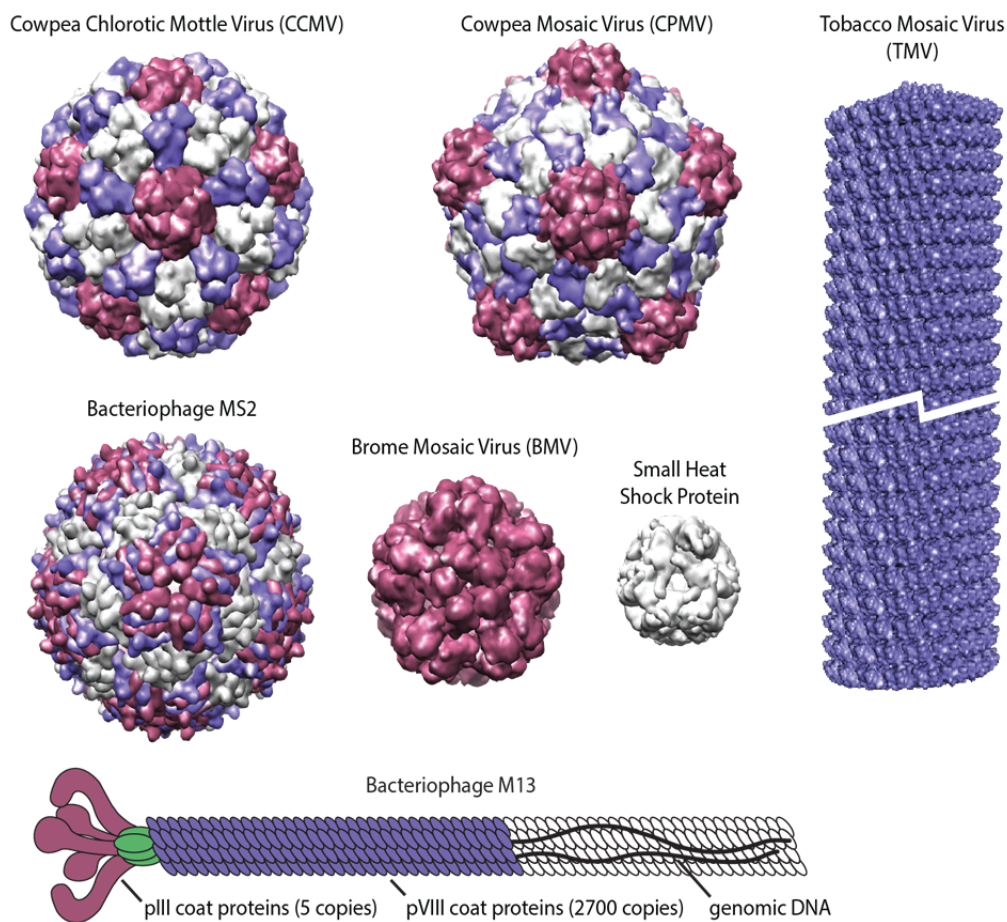 Cowpea Chlorotic Mottle Virus (CCMV)
Cowpea Mosaic Virus (CPMV)
Tobacco Mosaic Virus
(TMV)
Bacteriophage MS2
Brome Mosaic Virus (BMV)
Small Heat
Shock Protein
Bacteriophage M13
pIII coat proteins (5 copies)
pVIII coat proteins (2700 copies)
genomic DNA